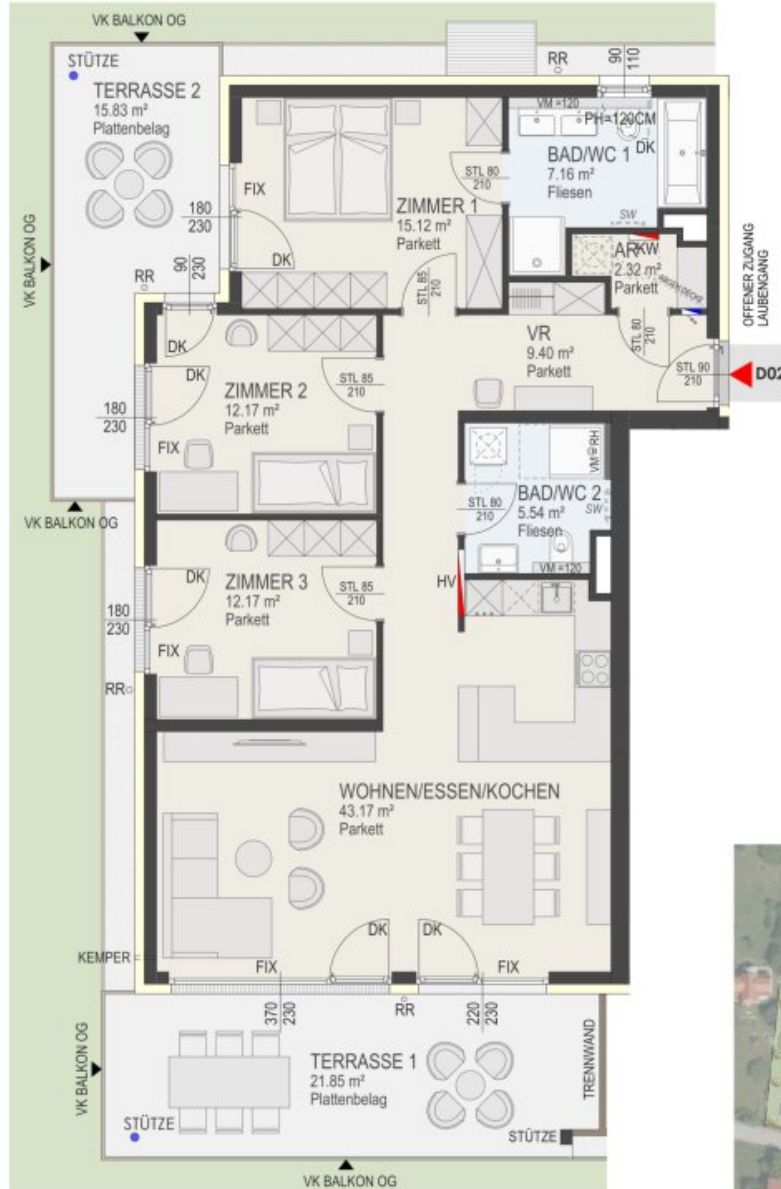 VK BALKON OG
STÜTZE
TERRASSE 2
15.83 m²
Plattenbelag
VK BALKON OG
RR
RR
90
110
VM =120
PH=120CM
DK
BAD/WC 1
7.16 m²
Fliesen
SW
STL 80
210
FIX
180
230
DK
ZIMMER 1
15.12 m²
Parkett
90
230
STL 85
210
AR
KW
2.32 m²
Parkett
STL 80
210
OFFENER ZUGANG
LAUBENGANG
VR
9.40 m²
Parkett
STL 90
210
D02
DK
DK
180
230
FIX
ZIMMER 2
12.17 m²
Parkett
STL 85
210
VK BALKON OG
VM@RH
BAD/WC 2
5.54 m²
Fliesen
SW
STL 80
210
VM =120
HV
DK
180
230
FIX
ZIMMER 3
12.17 m²
Parkett
STL 85
210
RR
WOHNEN/ESSEN/KOCHEN
43.17 m²
Parkett
KEMPER
FIX
DK
DK
FIX
370
230
RR
220
230
VK BALKON OG
TERRASSE 1
21.85 m²
Plattenbelag
TRENNWAND
STÜTZE
STÜTZE
VK BALKON OG